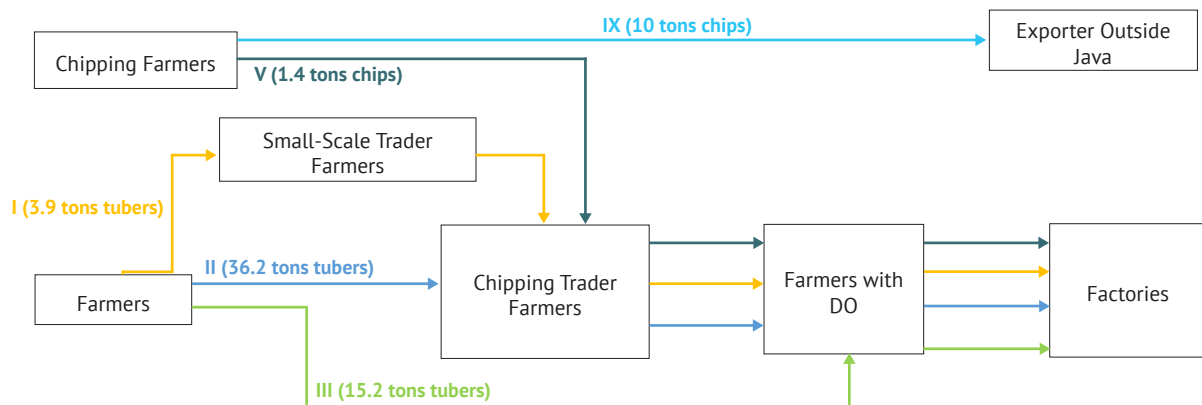 IX (10 tons chips)
Exporter Outside
Java
Chipping Farmers
V (1.4 tons chips)
Small-Scale Trader
Farmers
I (3.9 tons tubers)
II (36.2 tons tubers)
Farmers
Chipping Trader
Farmers
Farmers with
DO
Factories
III (15.2 tons tubers)